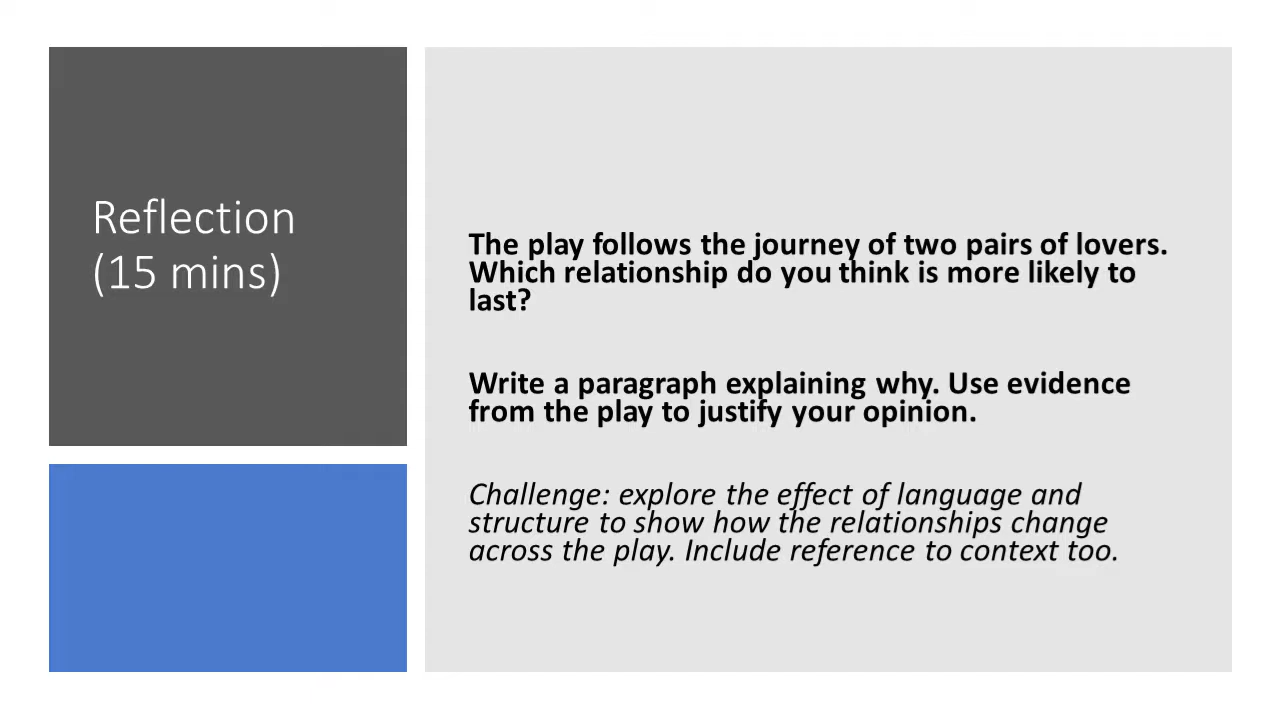 Reflection
(15 mins)
The play follows the journey of two pairs of lovers.
Which relationship do you think is more likely to
last?
Write a paragraph explaining why. Use evidence
from the play to justify your opinion.
Challenge: explore the effect of language and
structure to show how the relationships change
across the play. Include reference to context too.